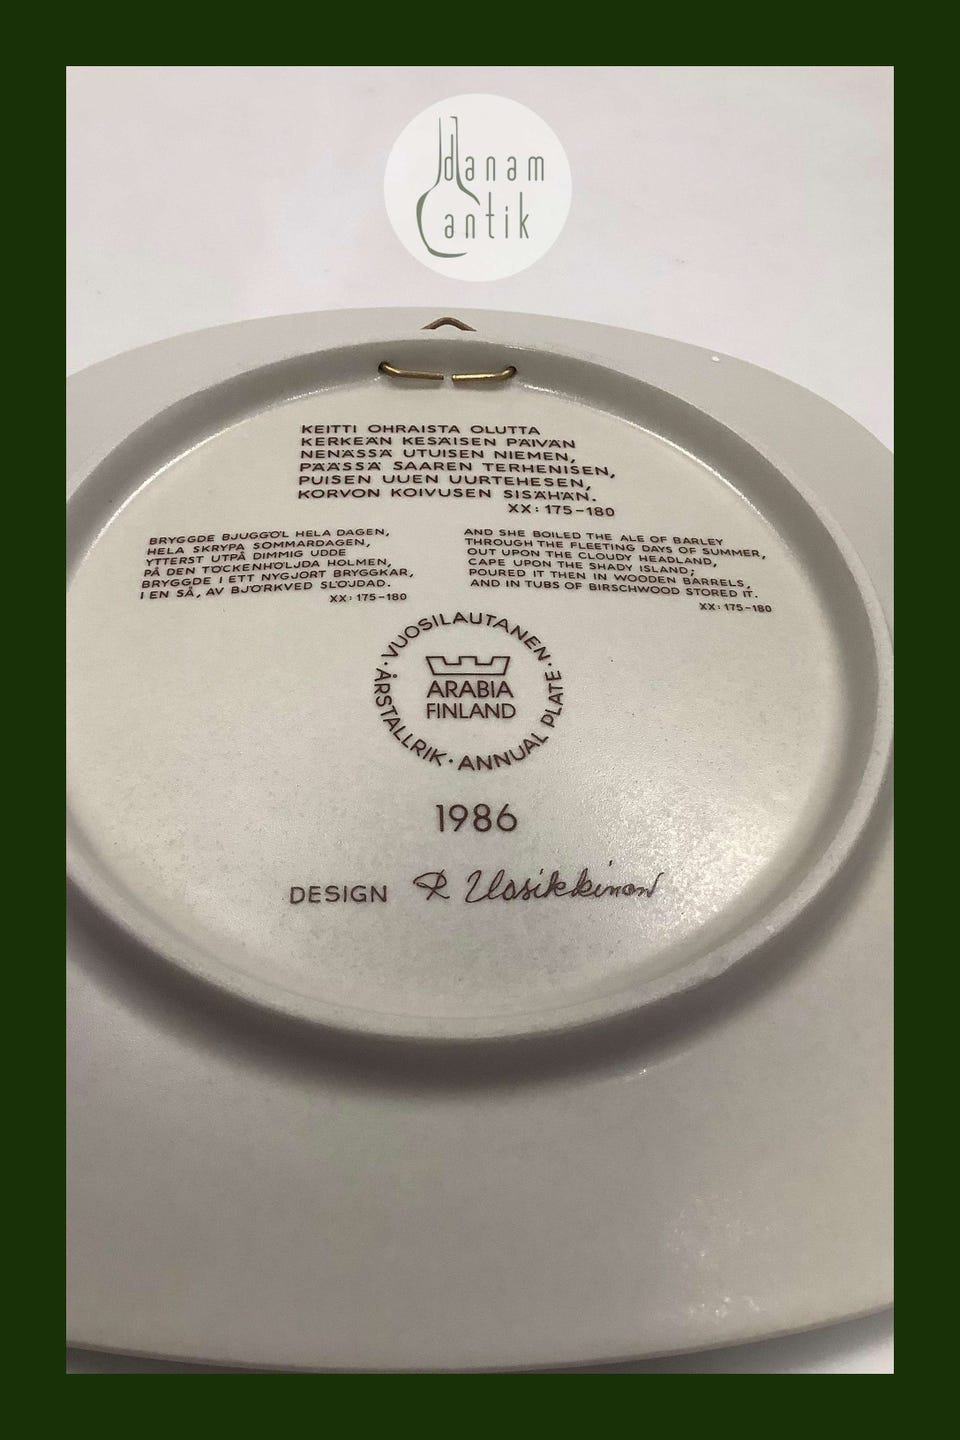 danam
antik
KEITTI OHRAISTA OLUTTA
KERKEÄN KESÄISEN PÄIVÄN
NENÄSSÄ UTUISEN NIEMEN,
PÄÄSSÄ SAAREN TERHENISEN,
PUISEN UUEN UURTEHESEN,
KORVON KOIVUSEN SISÄHÄN.
XX: 175-180
BRYGGDE BJUGGÖL HELA DAGEN,
HELA SKRYPA SOMMARDAGEN,
YTTERST UTPÅ DIMMIG UDDE
PÅ DEN TÖCKENHÖLJDA HOLMEN,
BRYGGDE I ETT NYGJORT BRYGGKAR,
I EN SÅ, AV BJÖRKVED SLÖJDAD.
XX: 175-180
AND SHE BOILED THE ALE OF BARLEY
THROUGH THE FLEETING DAYS OF SUMMER,
OUT UPON THE CLOUDY HEADLAND,
CAPE UPON THE SHADY ISLAND;
POURED IT THEN IN WOODEN BARRELS,
AND IN TUBS OF BIRSCHWOOD STORED IT.
XX: 175-180
· VUOSILAUTANEN · ANNUAL PLATE · ÅRSTALLRIK
ARABIA
FINLAND
1986
DESIGN R Uosikkinen